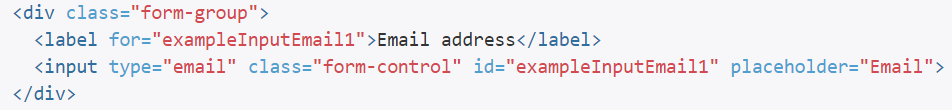 <div class="form-group">
  <label for="exampleInputEmail1">Email address</label>
  <input type="email" class="form-control" id="exampleInputEmail1" placeholder="Email">
</div>